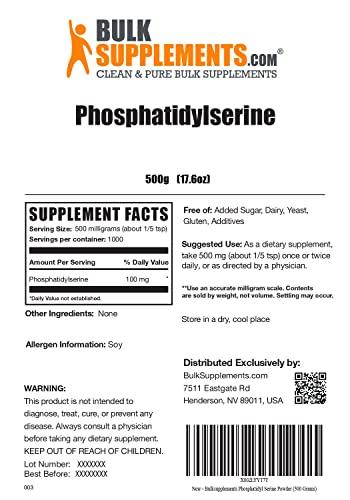 BULK
SUPPLEMENTS.COM®
CLEAN & PURE BULK SUPPLEMENTS
Phosphatidylserine
500g (17.6oz)
SUPPLEMENT FACTS
Serving Size: 500 milligrams (about 1/5 tsp)
Servings per container: 1000
Amount Per Serving % Daily Value
Phosphatidylserine 100 mg *
*Daily Value not established.
Other Ingredients: None
Allergen Information: Soy
Free of: Added Sugar, Dairy, Yeast,
Gluten, Additives
Suggested Use: As a dietary supplement,
take 500 mg (about 1/5 tsp) once or twice
daily, or as directed by a physician.
**Use an accurate milligram scale. Contents
are sold by weight, not volume. Settling may occur.
Store in a dry, cool place
WARNING:
This product is not intended to
diagnose, treat, cure, or prevent any
disease. Always consult a physician
before taking any dietary supplement.
KEEP OUT OF REACH OF CHILDREN.
Lot Number: XXXXXXX
Best Before: XXXXXXX
003
Distributed Exclusively by:
BulkSupplements.com
7511 Eastgate Rd
Henderson, NV 89011, USA
New - Bulksupplements Phosphatidyl Serine Powder (500 Grams)